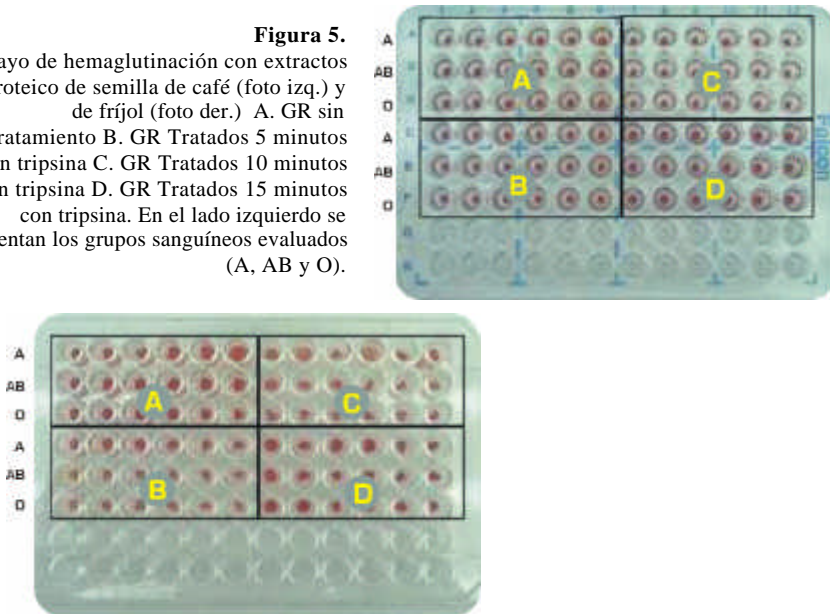 Figura 5.
ayo de hemaglutinación con extractos
roteico de semilla de café (foto izq.) y
de fríjol (foto der.) A. GR sin
ratamiento B. GR Tratados 5 minutos
n tripsina C. GR Tratados 10 minutos
n tripsina D. GR Tratados 15 minutos
con tripsina. En el lado izquierdo se
entan los grupos sanguíneos evaluados
(A, AB y O).
A
AB
O
A
AB
O
A
C
B
D
Falcon
A
AB
O
A
AB
O
A
C
B
D